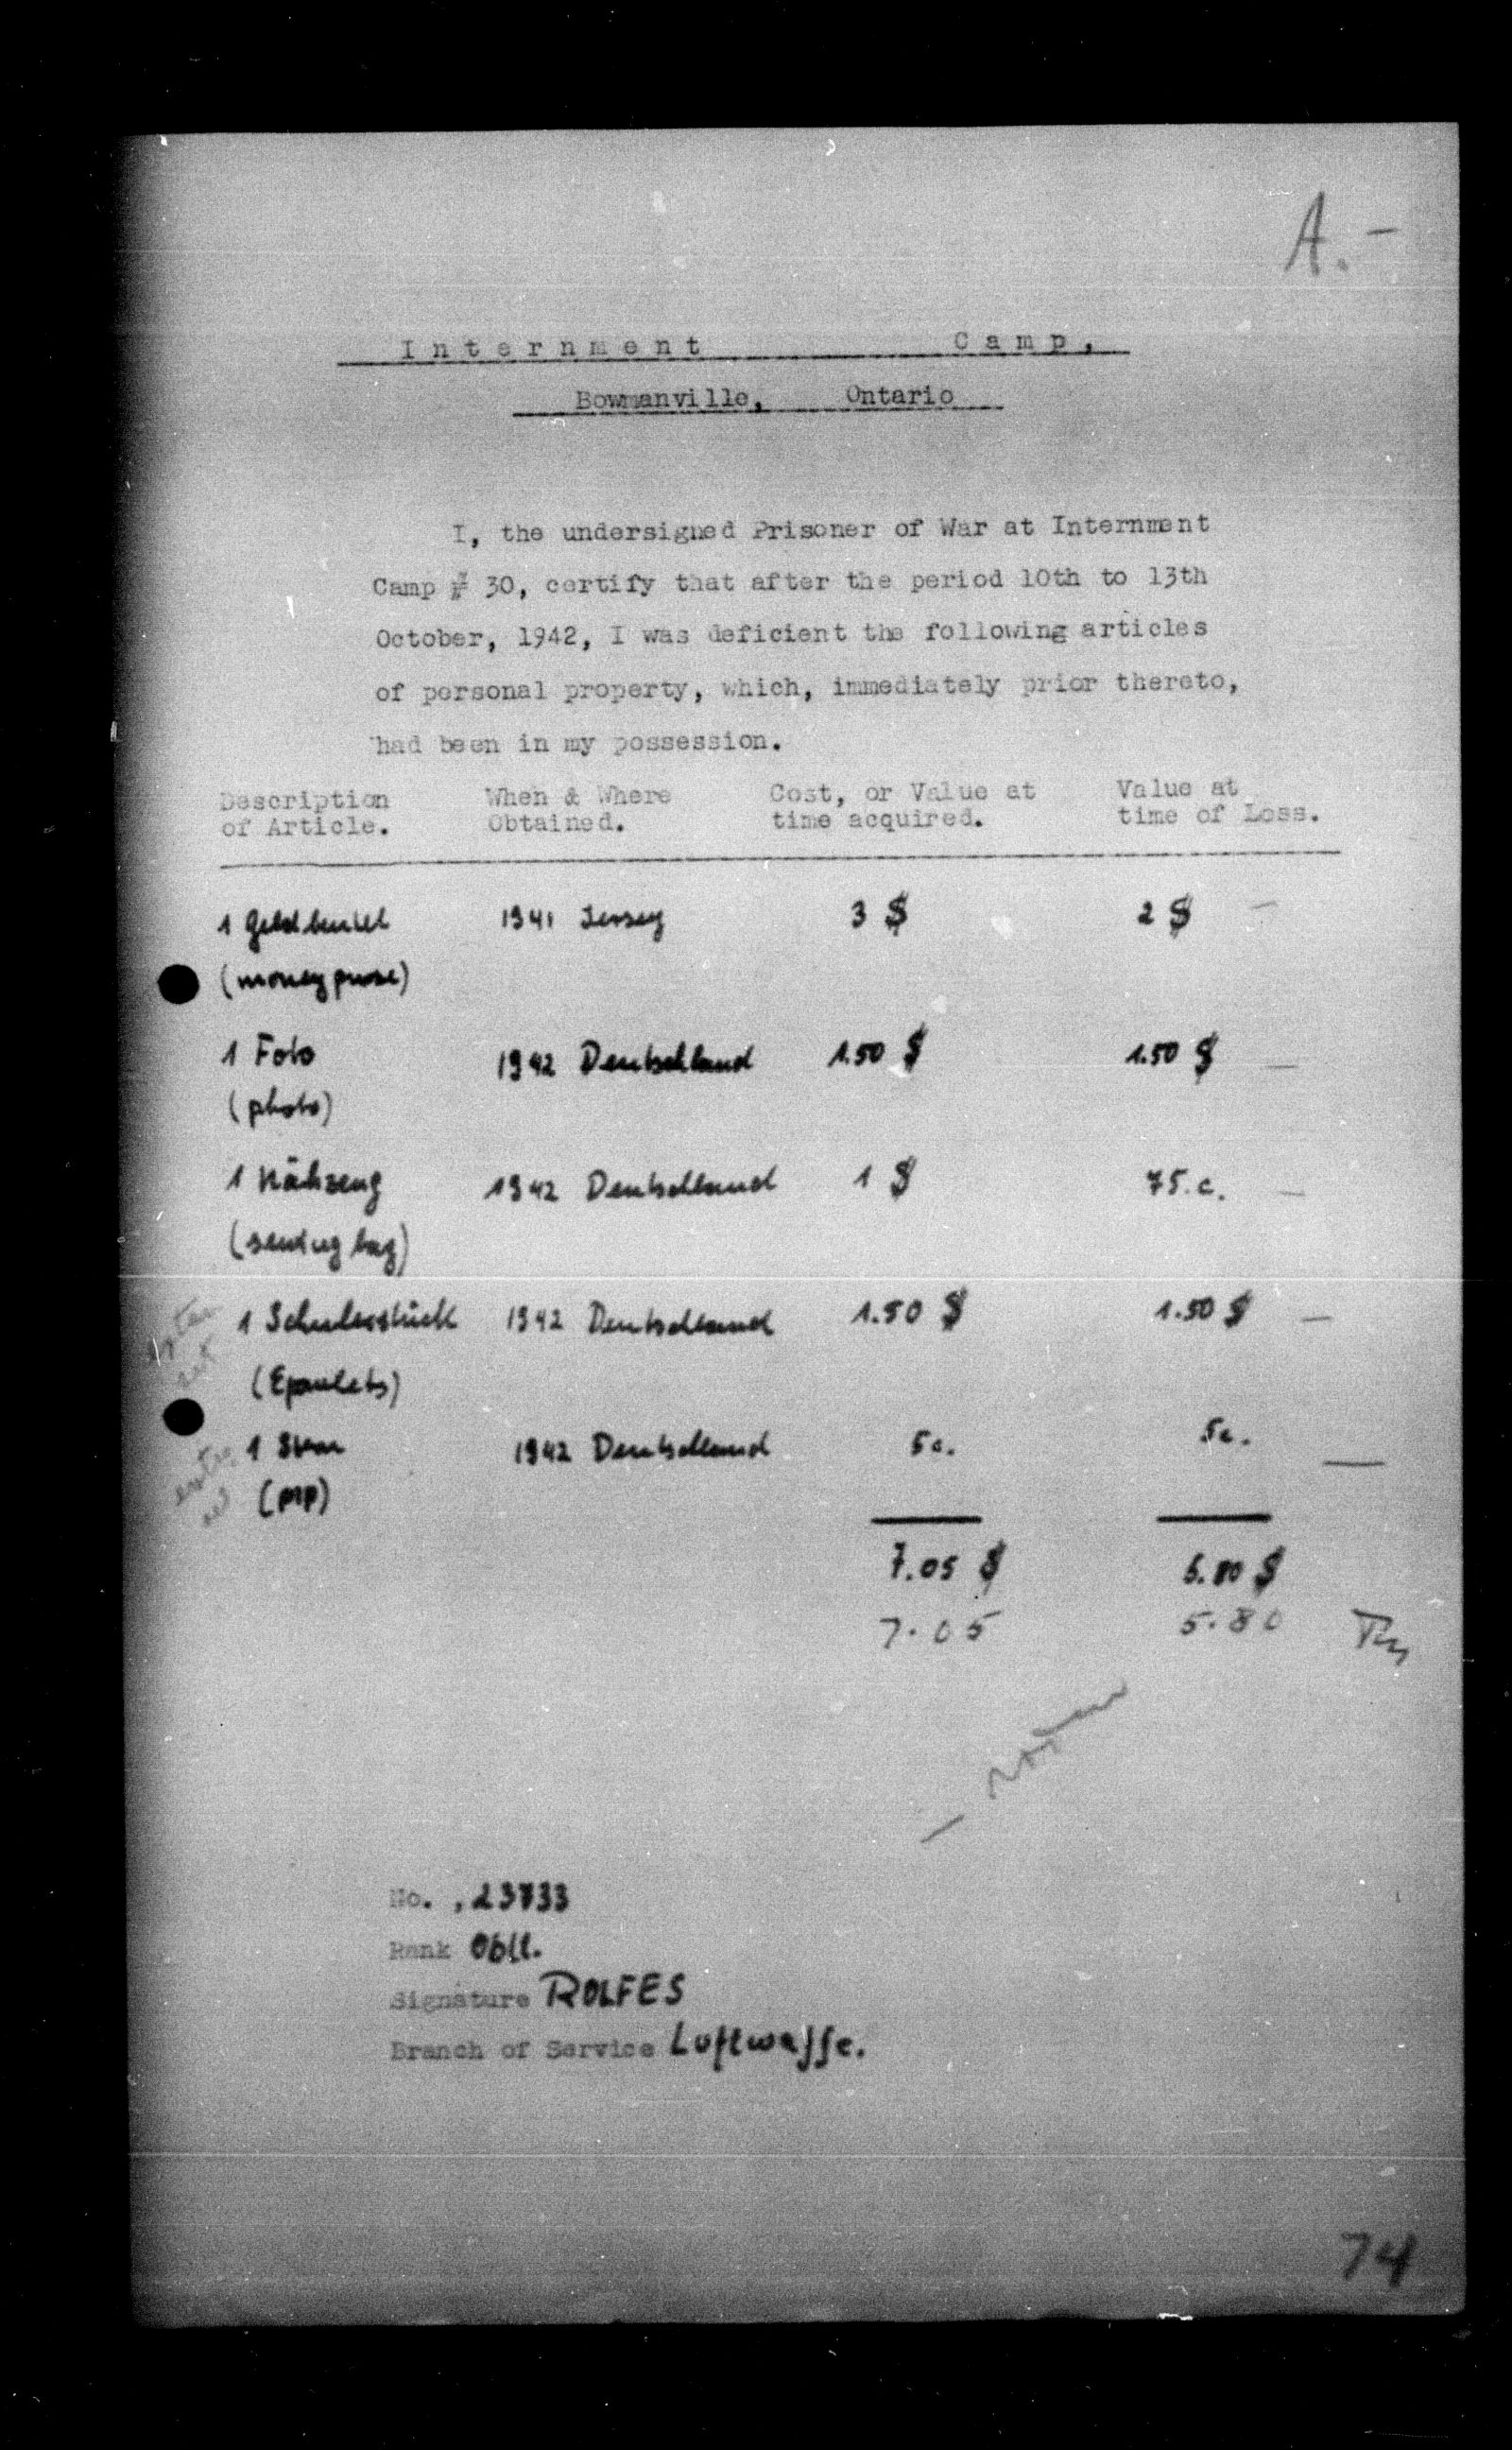 A. -
Internment Camp,
Bowmanville, Ontario
I, the undersigned Prisoner of War at Internment
Camp # 30, certify that after the period 10th to 13th
October, 1942, I was deficient the following articles
of personal property, which, immediately prior thereto,
had been in my possession.
Description When & Where Cost, or Value at Value at
of Article. Obtained. time acquired. time of Loss.
1 Geldbeutel 1941 Jersey 3 $ 2 $ —
(money purse)
1 Foto 1942 Deutschland 1.50 $ 1.50 $ —
(photo)
1 Nähzeug 1942 Deutschland 1 $ 75.c. —
(sewing bag)
1 1942 Deutschland 1.50 $ 1.50 $ —
(Epaulets)
1 1942 Deutschland 5c. 5c. —
7.05 $ 5.80 $
7.05 5.80
No. , 23733
Rank Oblt.
Signature ROLFES
Branch of Service Luftwaffe.
74